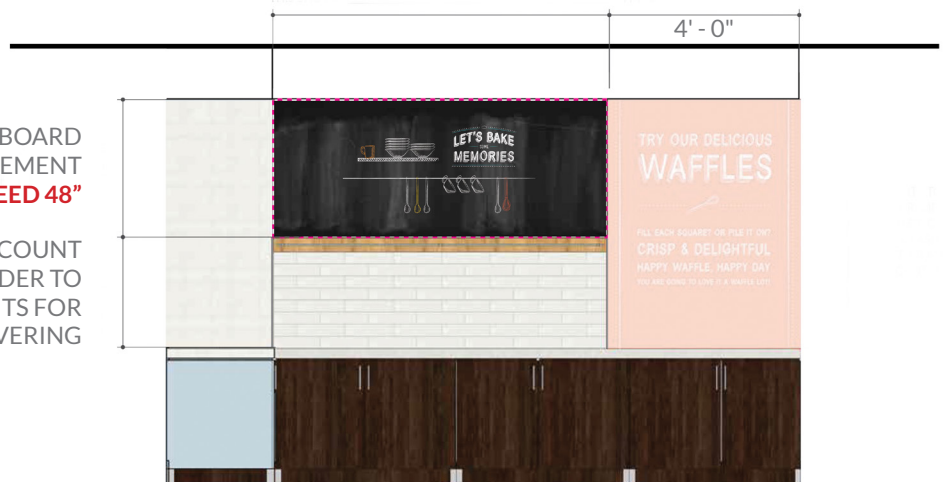 4' - 0"
BOARD
EMENT
EED 48”
COUNT
DER TO
TS FOR
VERING
LET'S BAKE
SOME
MEMORIES
TRY OUR DELICIOUS
WAFFLES
FILL EACH SQUARE? OR PILE IT ON?
CRISP & DELIGHTFUL
HAPPY WAFFLE, HAPPY DAY
YOU ARE GOING TO LOVE IT A WAFFLE LOT!